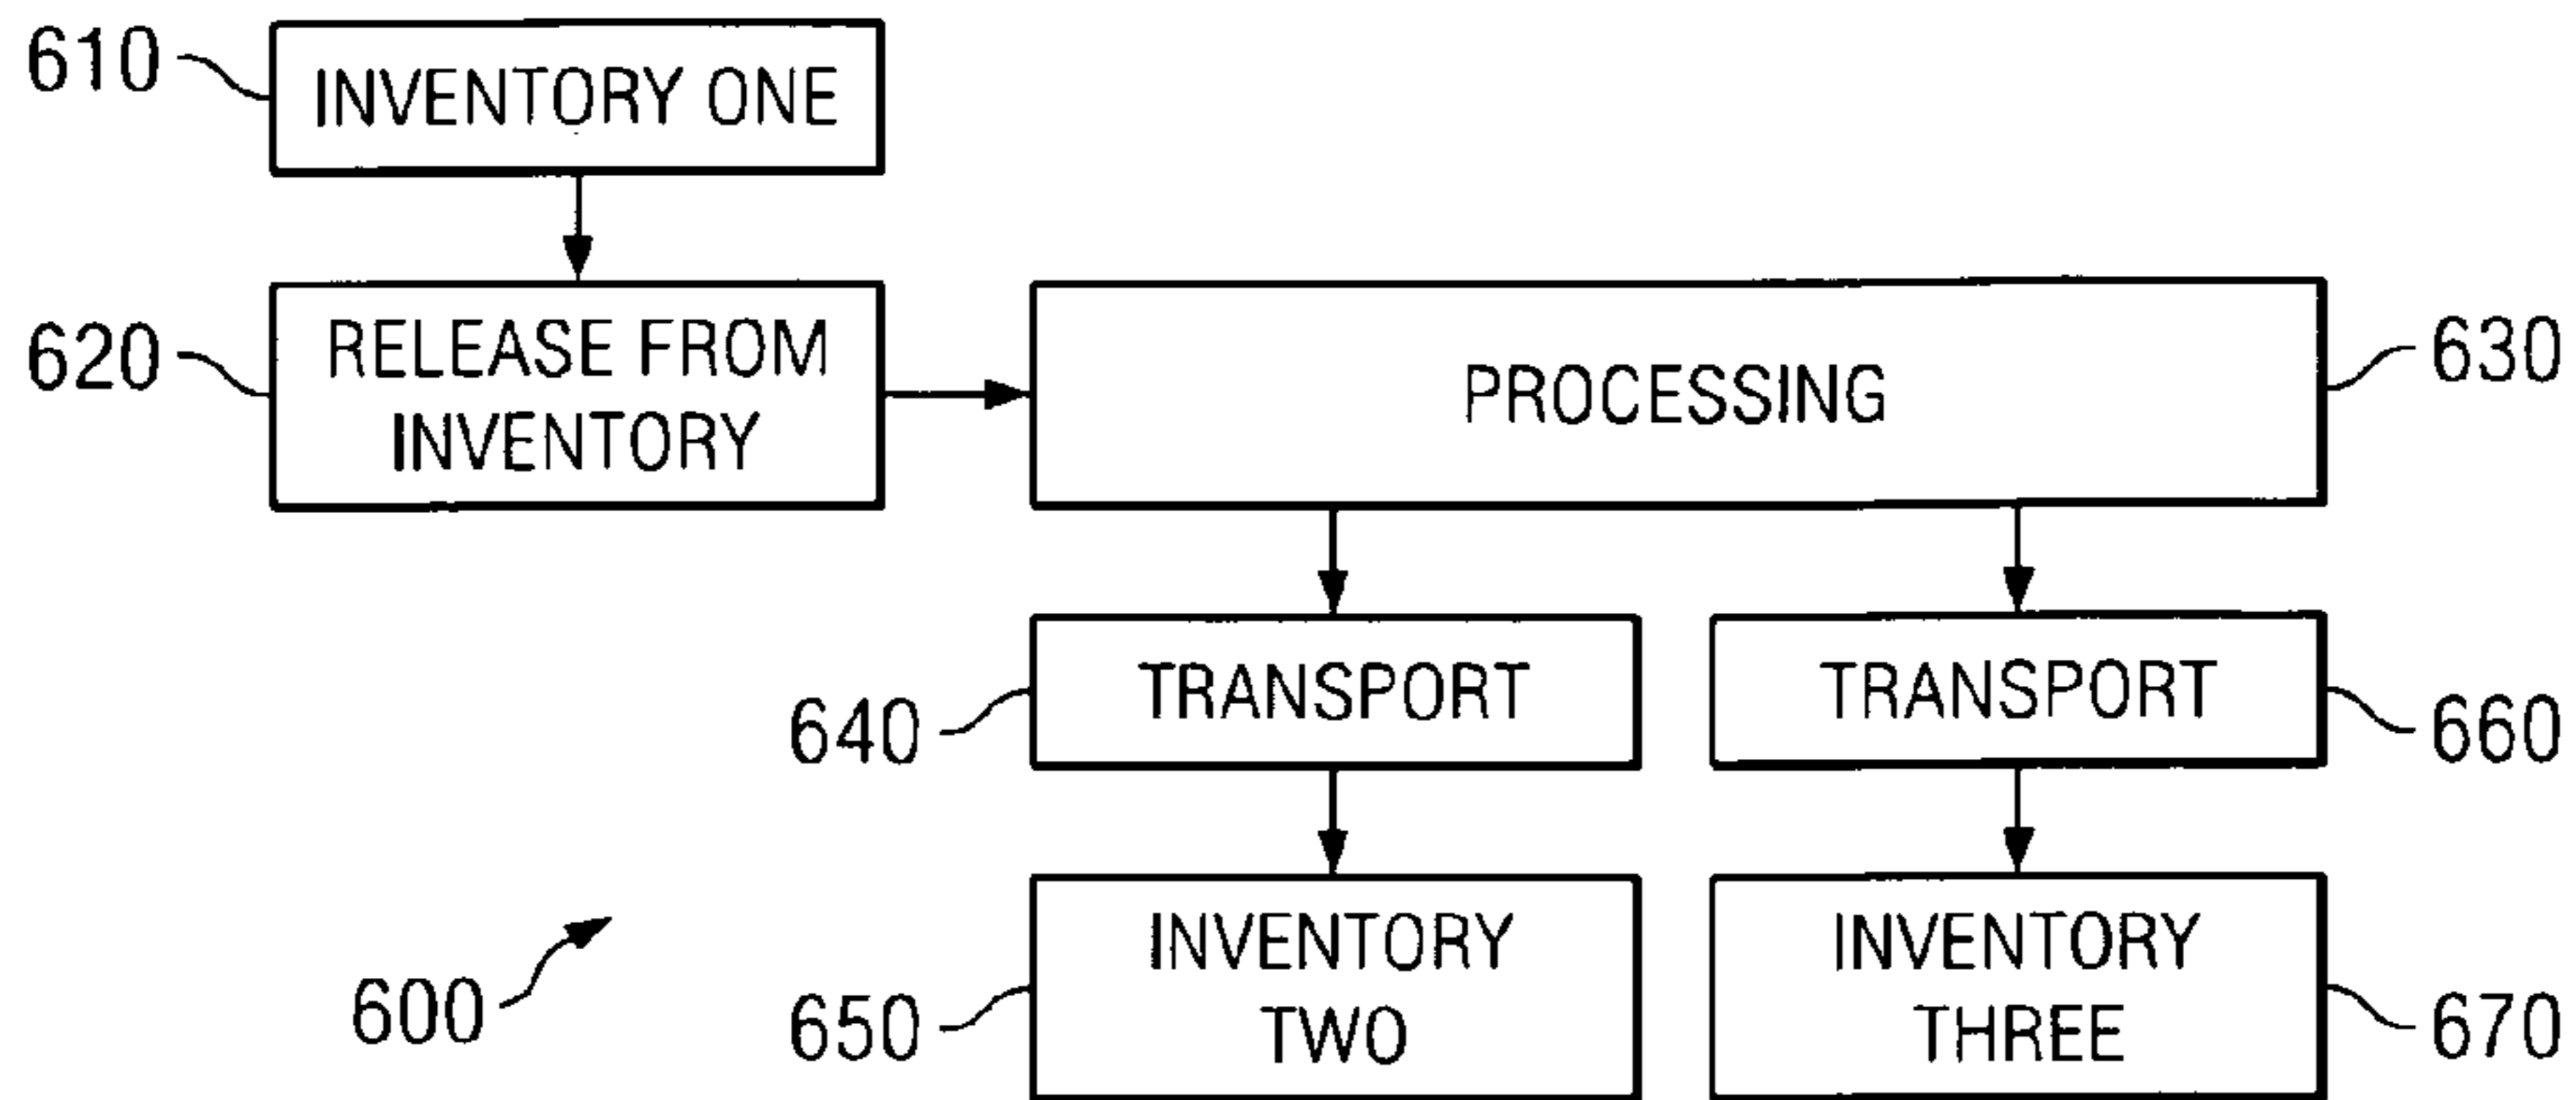 610
INVENTORY ONE
620
RELEASE FROM
INVENTORY
PROCESSING
630
640
TRANSPORT
TRANSPORT
660
600
650
INVENTORY
TWO
INVENTORY
THREE
670